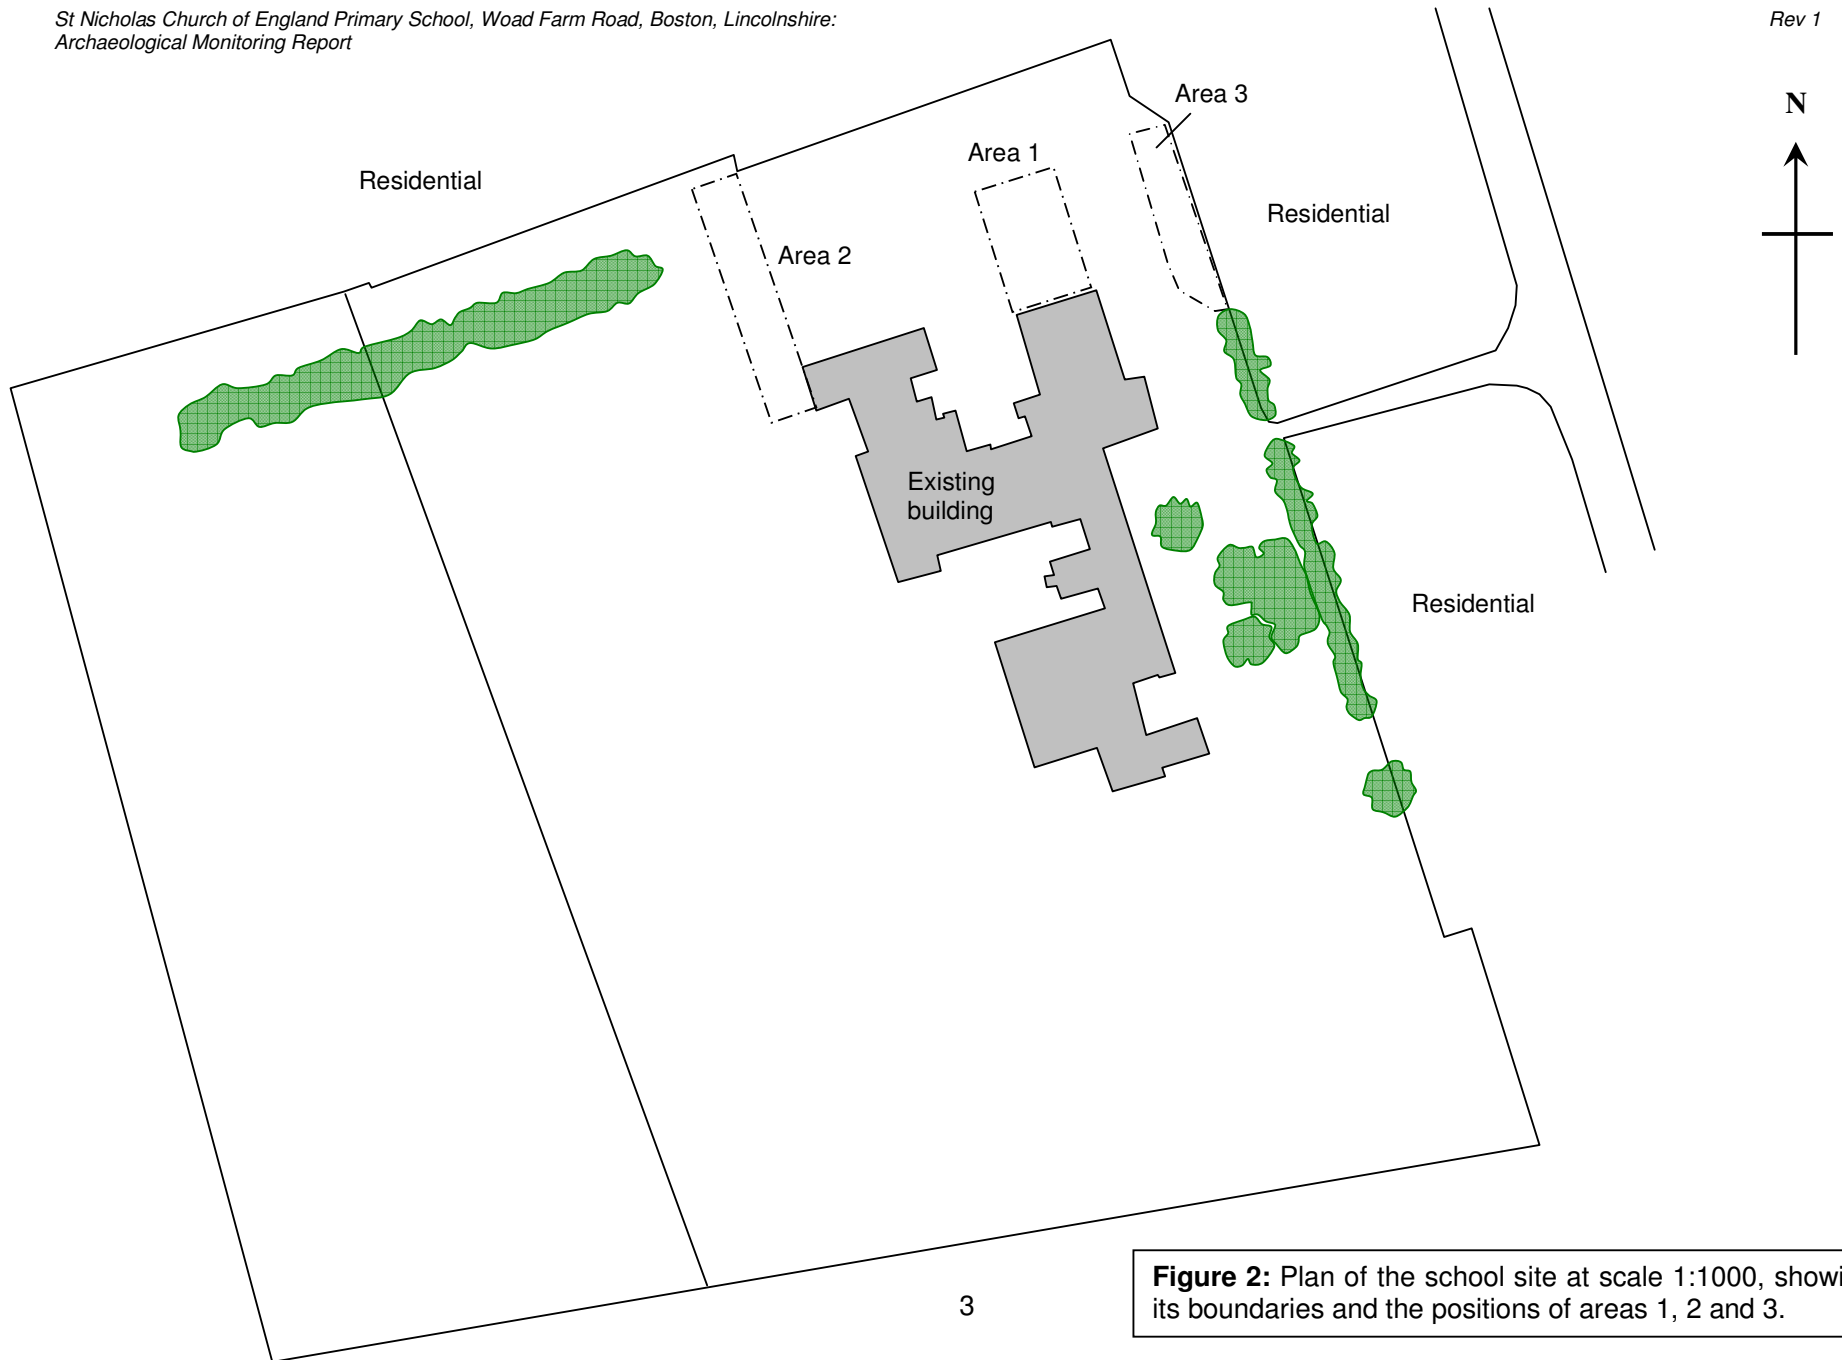 St Nicholas Church of England Primary School, Woad Farm Road, Boston, Lincolnshire:
Archaeological Monitoring Report
Rev 1
N
Area 3
Area 1
Residential
Residential
Area 2
Existing
building
Residential
Figure 2: Plan of the school site at scale 1:1000, showi
its boundaries and the positions of areas 1, 2 and 3.
3